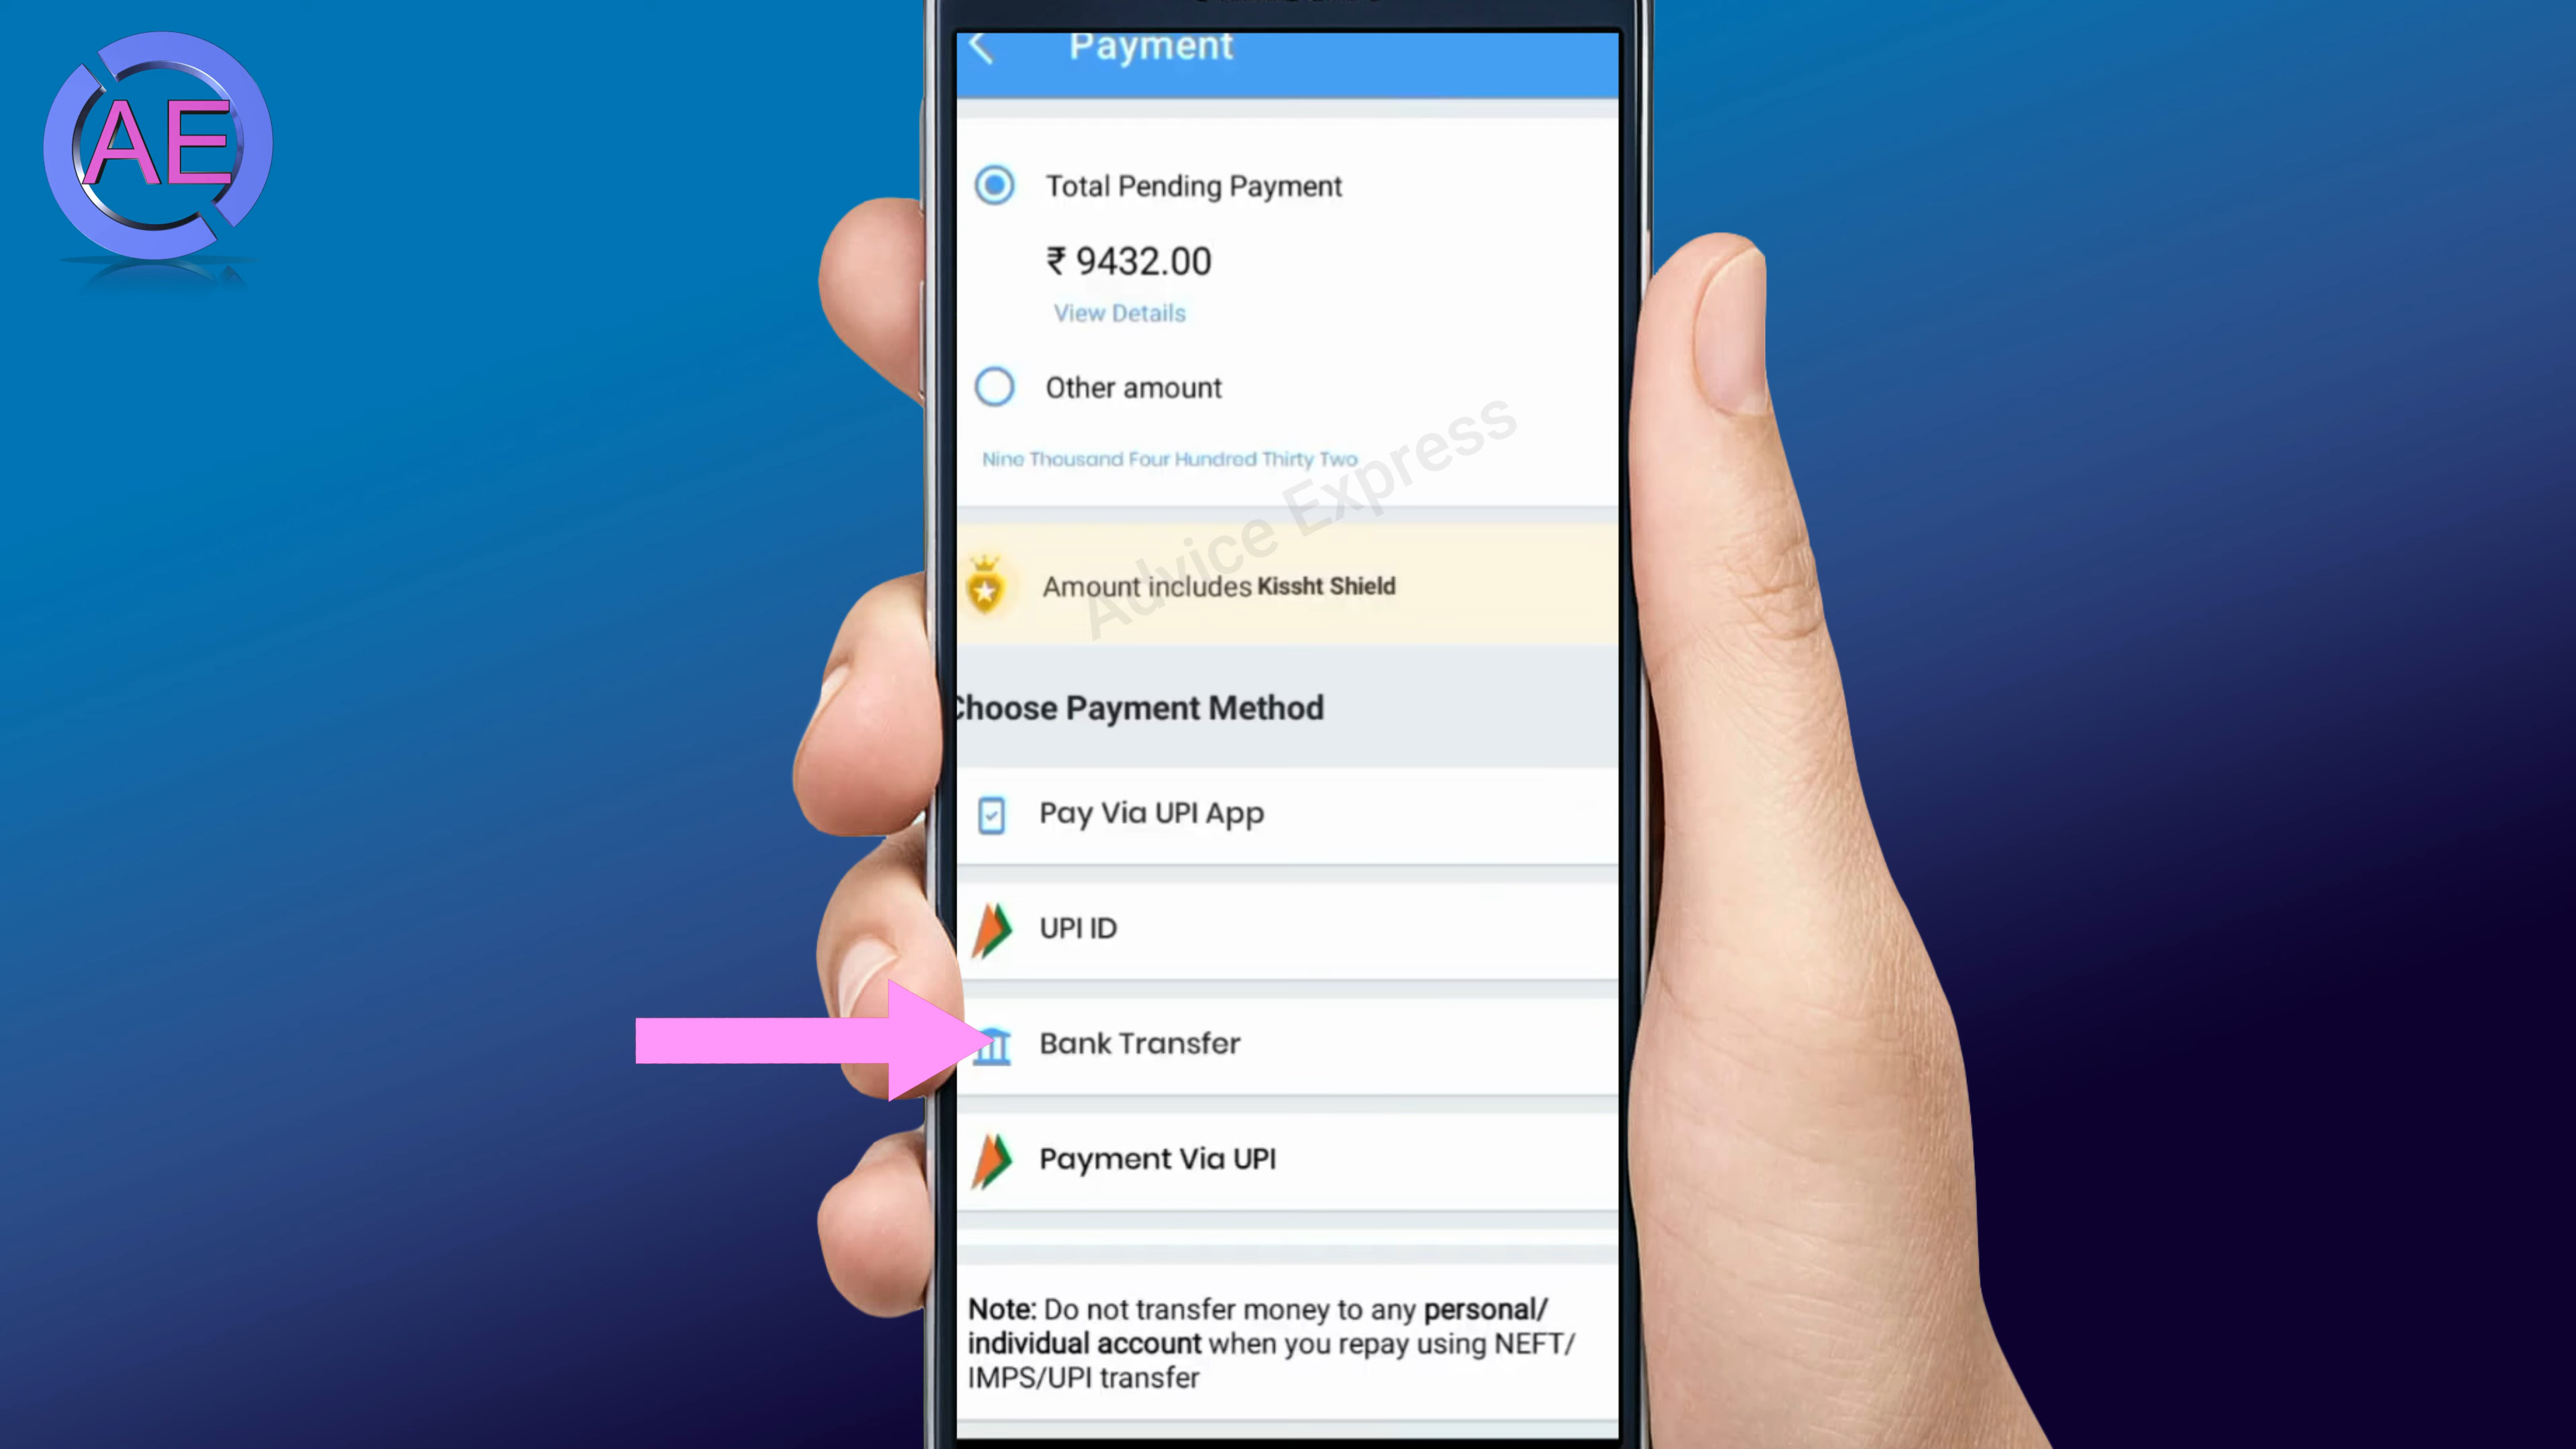 AE
Payment
Total Pending Payment
₹ 9432.00
View Details
Other amount
Nine Thousand Four Hundred Thirty Two
Advice Express
Amount includes Kissht Shield
Choose Payment Method
Pay Via UPI App
UPI ID
Bank Transfer
Payment Via UPI
Note: Do not transfer money to any personal/
individual account when you repay using NEFT/
IMPS/UPI transfer